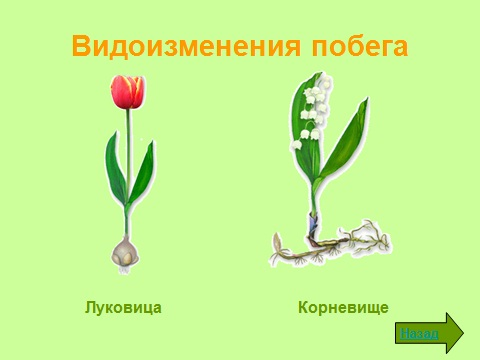 Видоизменения побега
Луковица
Корневище
Назад